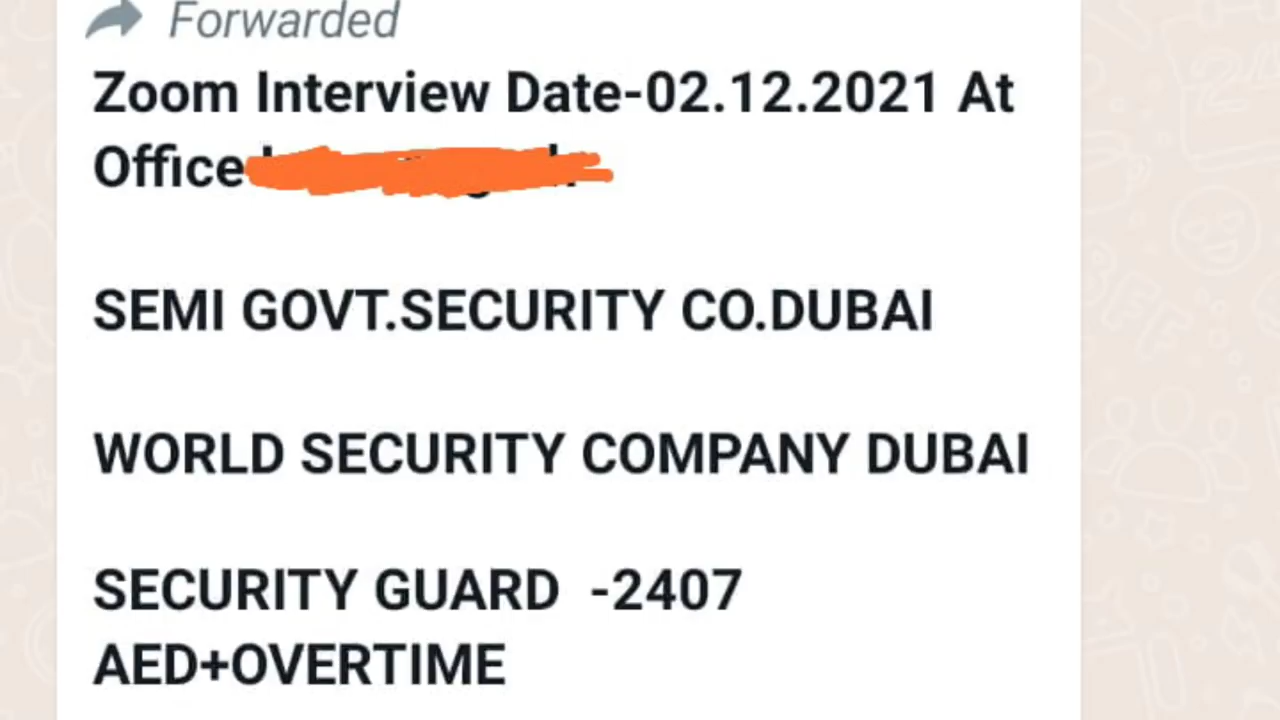 Forwarded
Zoom Interview Date-02.12.2021 At
Office
SEMI GOVT.SECURITY CO.DUBAI
WORLD SECURITY COMPANY DUBAI
SECURITY GUARD -2407
AED+OVERTIME